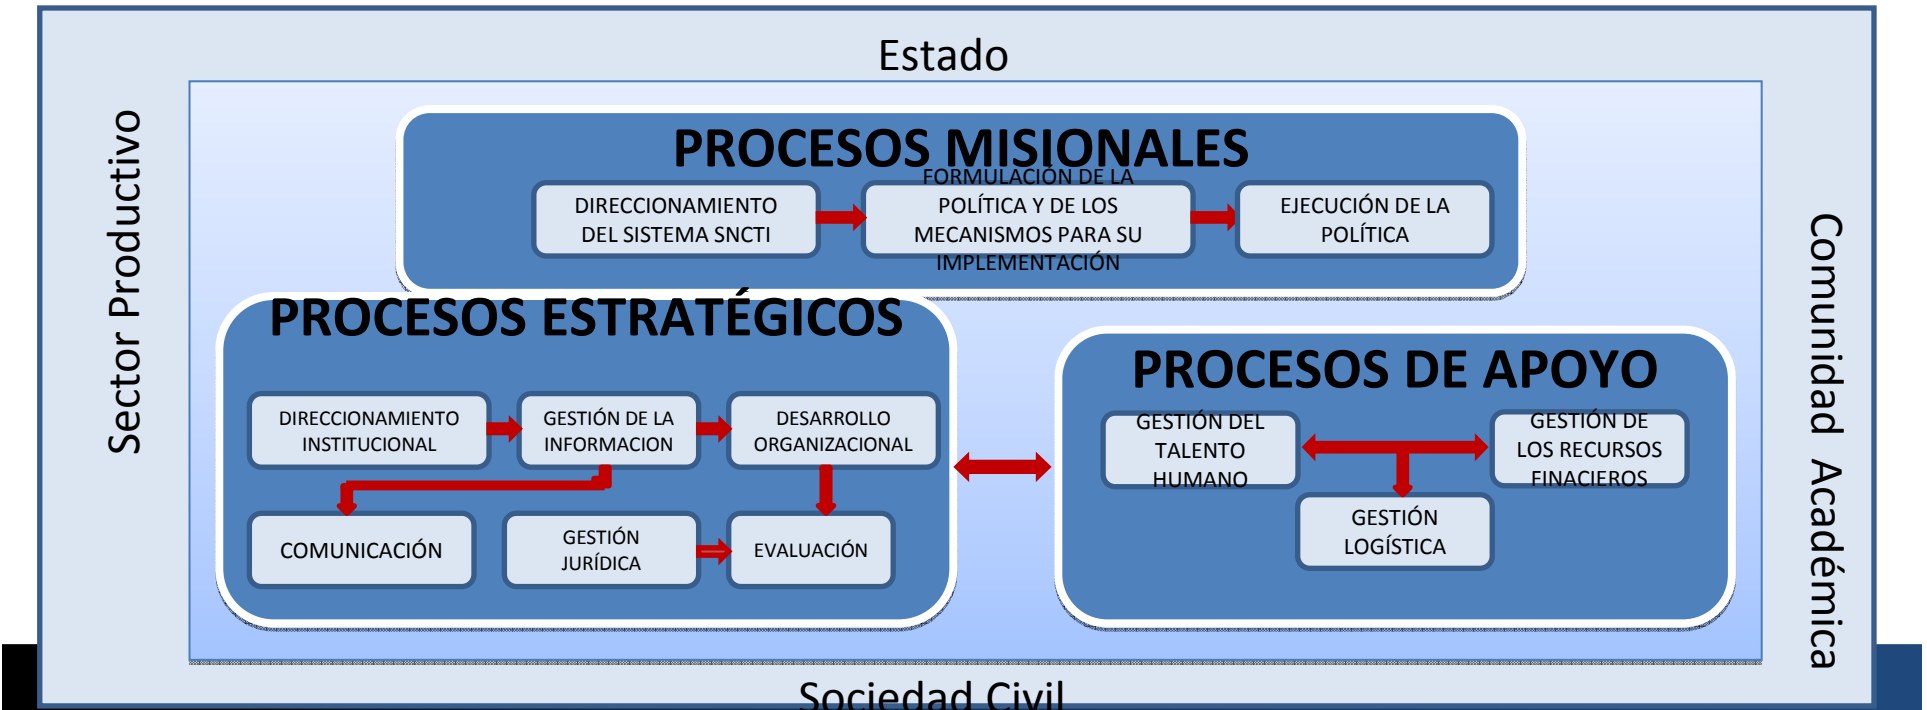 Estado
Sector Productivo
PROCESOS MISIONALES
DIRECCIONAMIENTO
DEL SISTEMA SNCTI
FORMULACIÓN DE LA
POLÍTICA Y DE LOS
MECANISMOS PARA SU
IMPLEMENTACIÓN
EJECUCIÓN DE LA
POLÍTICA
PROCESOS ESTRATÉGICOS
DIRECCIONAMIENTO
INSTITUCIONAL
GESTIÓN DE LA
INFORMACION
DESARROLLO
ORGANIZACIONAL
COMUNICACIÓN
GESTIÓN
JURÍDICA
EVALUACIÓN
PROCESOS DE APOYO
GESTIÓN DEL
TALENTO
HUMANO
GESTIÓN DE
LOS RECURSOS
FINACIEROS
GESTIÓN
LOGÍSTICA
Comunidad Académica
Sociedad Civil